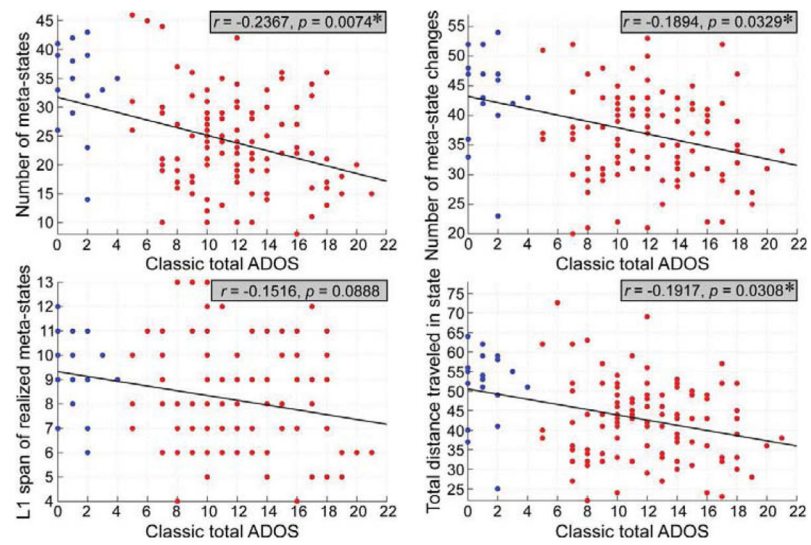 r = -0.2367, p = 0.0074*
Number of meta-states
45
40
35
30
25
20
15
10
0 2 4 6 8 10 12 14 16 18 20 22
Classic total ADOS
r = -0.1894, p = 0.0329*
Number of meta-state changes
55
50
45
40
35
30
25
20
0 2 4 6 8 10 12 14 16 18 20 22
Classic total ADOS
r = -0.1516, p = 0.0888
L1 span of realized meta-states
13
12
11
10
9
8
7
6
5
4
0 2 4 6 8 10 12 14 16 18 20 22
Classic total ADOS
r = -0.1917, p = 0.0308*
Total distance traveled in state
75
70
65
60
55
50
45
40
35
30
25
0 2 4 6 8 10 12 14 16 18 20 22
Classic total ADOS